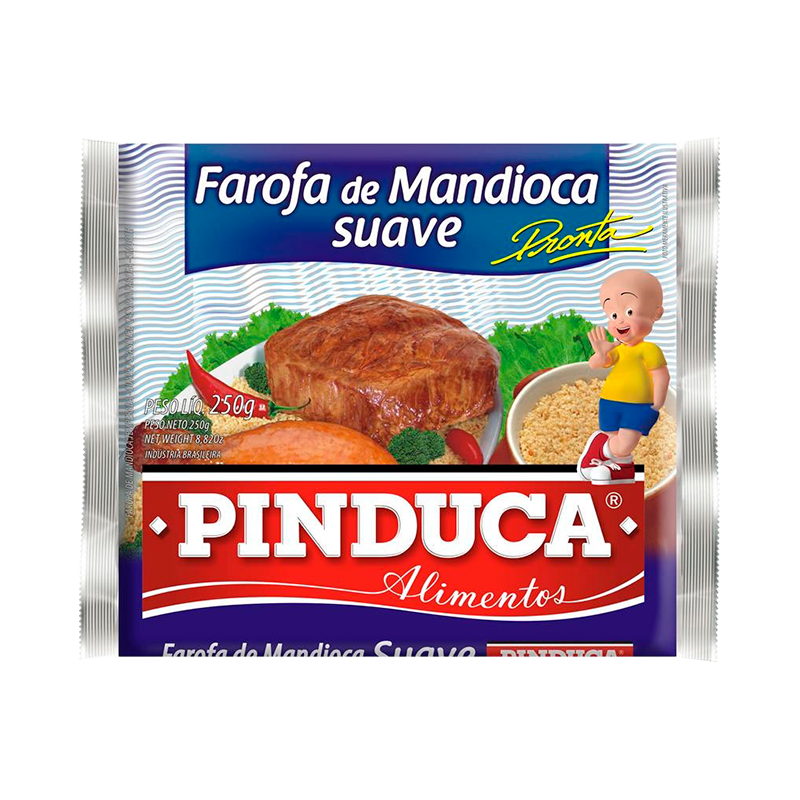 Farofa de Mandioca
suave
Pronta
PESO LÍQ. 250g
PESO NETO 250g
NET WEIGHT 8,82Oz
INDÚSTRIA BRASILEIRA
PINDUCA®
Alimentos
Farofa de Mandioca Suave PINDUCA